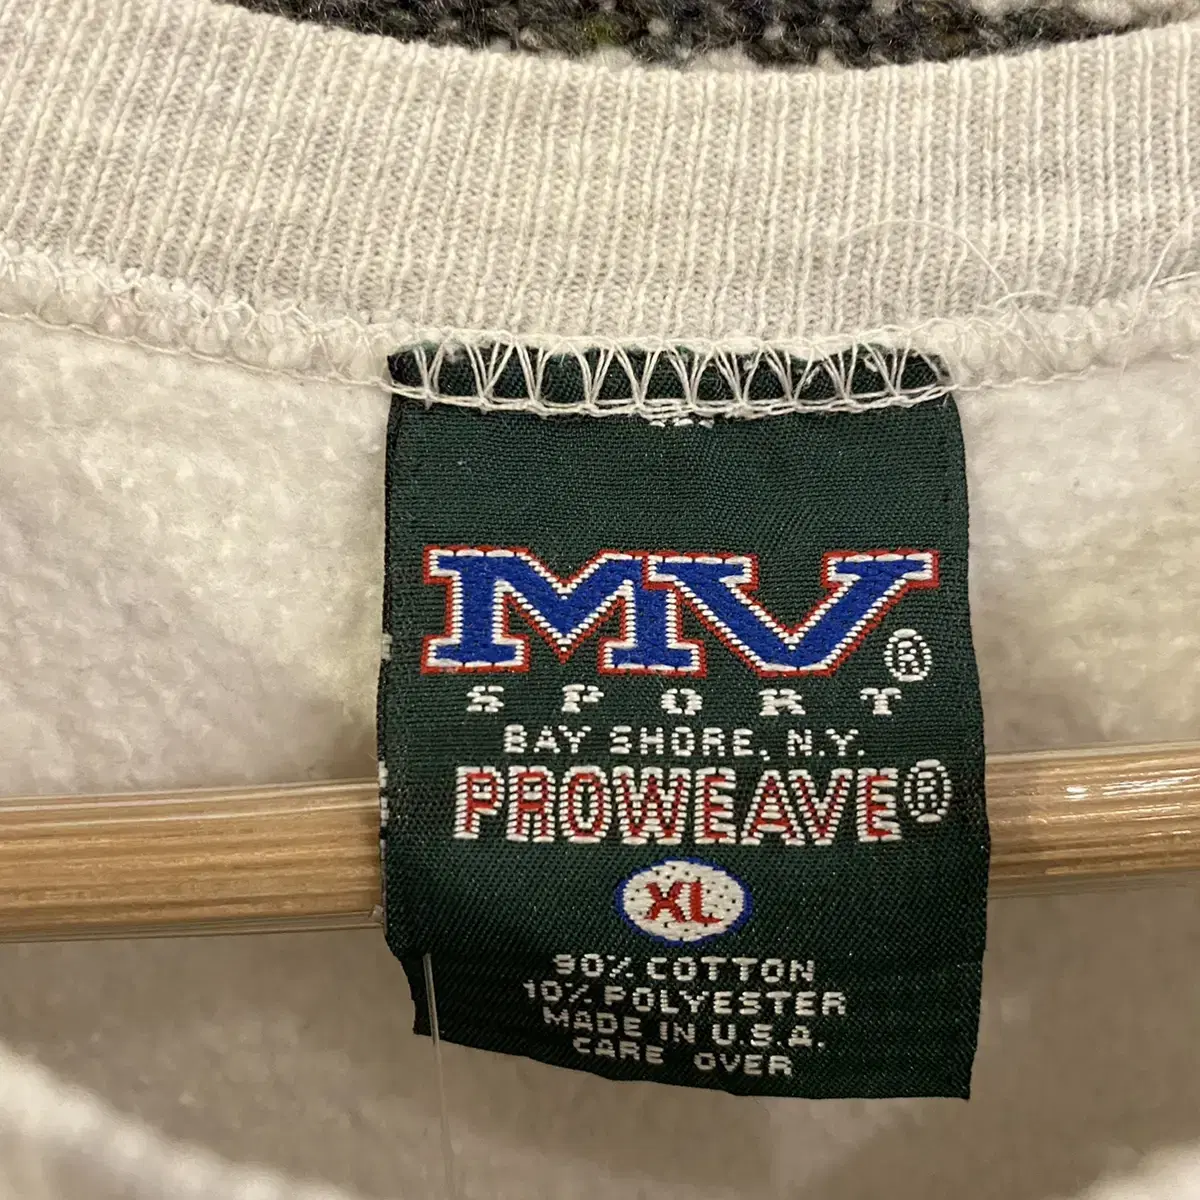 MV®
SPORT
BAY SHORE, N.Y.
PROWEAVE®
XL
90% COTTON
10% POLYESTER
MADE IN U.S.A.
CARE OVER